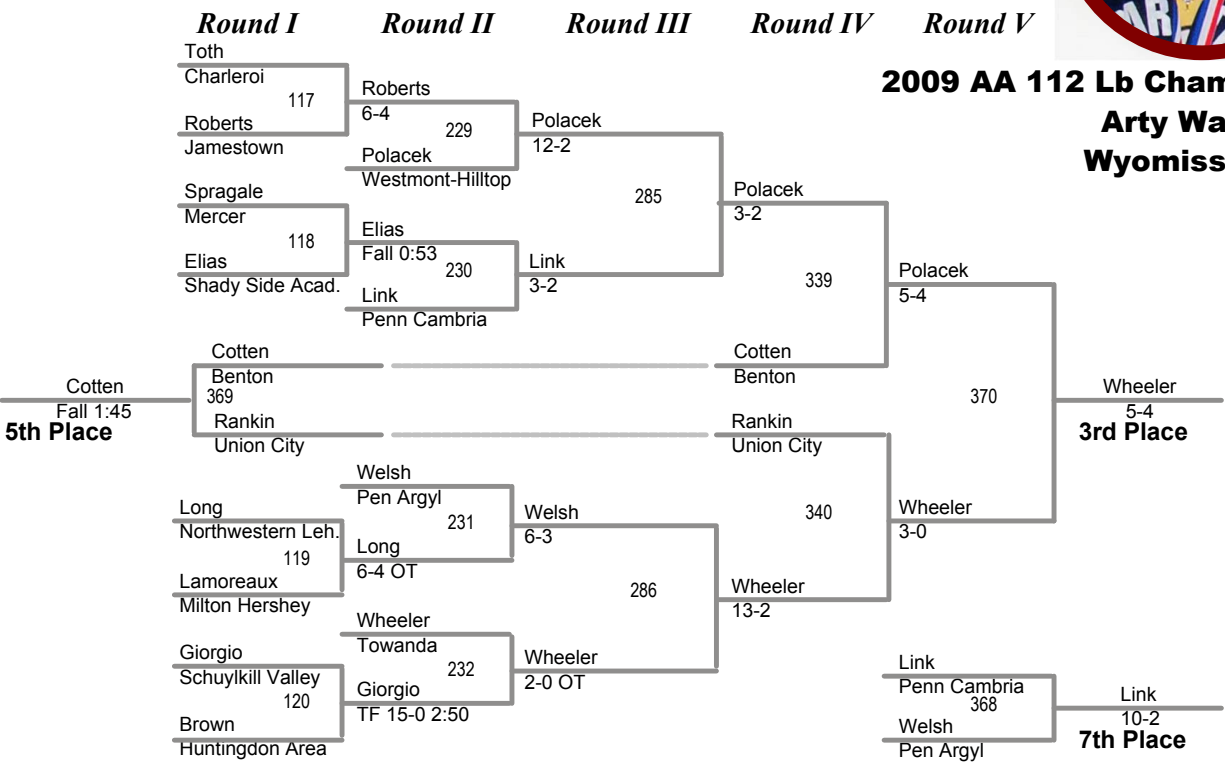 Round I Round II Round III Round IV Round V
2009 AA 112 Lb
Arty
Toth
Charleroi
117
Roberts
Jamestown
Roberts
6-4
229
Polacek
Westmont-Hilltop
Polacek
12-2
Spragale
Mercer
118
Elias
Shady Side Acad.
Elias
Fall 0:53
230
Link
Penn Cambria
Link
3-2
285
Polacek
3-2
339
Polacek
5-4
Cotten
Benton
369
Rankin
Union City
Cotten
Fall 1:45
5th Place
Cotten
Benton
Rankin
Union City
370
Wheeler
5-4
3rd Place
Welsh
Pen Argyl
231
Long
Northwestern Leh.
119
Lamoreaux
Milton Hershey
Long
6-4 OT
Welsh
6-3
286
340
Wheeler
3-0
Wheeler
13-2
Wheeler
Towanda
232
Giorgio
Schuylkill Valley
120
Brown
Huntingdon Area
Giorgio
TF 15-0 2:50
Wheeler
2-0 OT
Link
Penn Cambria
368
Welsh
Pen Argyl
Link
10-2
7th Place